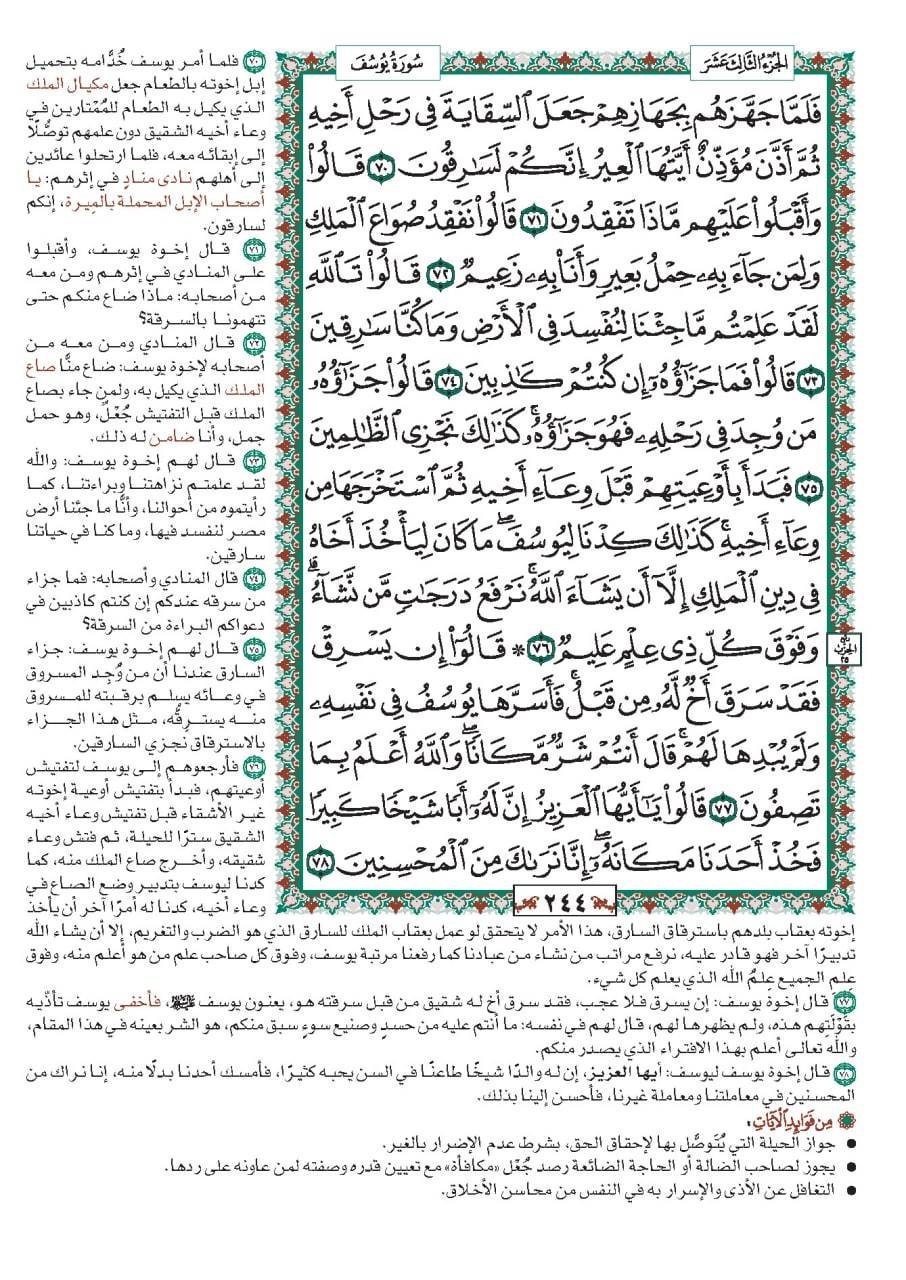 الجزء الثالث عشر
سورة يوسف
فَلَمَّا جَهَّزَهُم بِجَهَازِهِمْ جَعَلَ ٱلسِّقَايَةَ فِى رَحْلِ أَخِيهِ
ثُمَّ أَذَّنَ مُؤَذِّنٌ أَيَّتُهَا ٱلْعِيرُ إِنَّكُمْ لَسَٰرِقُونَ ٧٠ قَالُوا۟
وَأَقْبَلُوا۟ عَلَيْهِم مَّاذَا تَفْقِدُونَ ٧١ قَالُوا۟ نَفْقِدُ صُوَاعَ ٱلْمَلِكِ
وَلِمَن جَآءَ بِهِۦ حِمْلُ بَعِيرٍ وَأَنَا۠ بِهِۦ زَعِيمٌ ٧٢ قَالُوا۟ تَٱللَّهِ
لَقَدْ عَلِمْتُم مَّا جِئْنَا لِنُفْسِدَ فِى ٱلْأَرْضِ وَمَا كُنَّا سَٰرِقِينَ
٧٣ قَالُوا۟ فَمَا جَزَٰٓؤُهُۥٓ إِن كُنتُمْ كَٰذِبِينَ ٧٤ قَالُوا۟ جَزَٰٓؤُهُۥ
مَن وُجِدَ فِى رَحْلِهِۦ فَهُوَ جَزَٰٓؤُهُۥ ۚ كَذَٰلِكَ نَجْزِى ٱلظَّٰلِمِينَ
٧٥ فَبَدَأَ بِأَوْعِيَتِهِمْ قَبْلَ وِعَآءِ أَخِيهِ ثُمَّ ٱسْتَخْرَجَهَا مِن
وِعَآءِ أَخِيهِ ۚ كَذَٰلِكَ كِدْنَا لِيُوسُفَ ۖ مَا كَانَ لِيَأْخُذَ أَخَاهُ
فِى دِينِ ٱلْمَلِكِ إِلَّآ أَن يَشَآءَ ٱللَّهُ ۚ نَرْفَعُ دَرَجَٰتٍ مَّن نَّشَآءُ ۗ
وَفَوْقَ كُلِّ ذِى عِلْمٍ عَلِيمٌ ٧٦ * قَالُوٓا۟ إِن يَسْرِقْ
فَقَدْ سَرَقَ أَخٌ لَّهُۥ مِن قَبْلُ ۚ فَأَسَرَّهَا يُوسُفُ فِى نَفْسِهِۦ
وَلَمْ يُبْدِهَا لَهُمْ ۚ قَالَ أَنتُمْ شَرٌّ مَّكَانًا ۖ وَٱللَّهُ أَعْلَمُ بِمَا
تَصِفُونَ ٧٧ قَالُوا۟ يَٰٓأَيُّهَا ٱلْعَزِيزُ إِنَّ لَهُۥٓ أَبًا شَيْخًا كَبِيرًا
فَخُذْ أَحَدَنَا مَكَانَهُۥٓ ۖ إِنَّا نَرَىٰكَ مِنَ ٱلْمُحْسِنِينَ ٧٨
٢٤٤
الحزب ٢٥
٧٠ فلما أمر يوسف خُدَّامه بتحميل
إبل إخوته بالطعام جعل مكيال الملك
الذي يكيل به الطعام للمُمْتارين في
وعاء أخيه الشقيق دون علمهم توصُّلًا
إلى إبقائه معه، فلما ارتحلوا عائدين
إلى أهلهم نادى منادٍ في إثرهم: يا
أصحاب الإبل المحملة بالمِيرة، إنكم
لسارقون.
٧١ قال إخوة يوسف، وأقبلوا
على المنادي في إثرهم ومن معه
من أصحابه: ماذا ضاع منكم حتى
تتهمونا بالسرقة؟
٧٢ قال المنادي ومن معه من
أصحابه لإخوة يوسف: ضاع منَّا صاع
الملك الذي يكيل به، ولمن جاء بصاع
الملك قبل التفتيش جُعْلٌ، وهو حمل
جمل، وأنا ضامن له ذلك.
٧٣ قال لهم إخوة يوسف: والله
لقد علمتم نزاهتنا وبراءتنا، كما
رأيتموه من أحوالنا، وأنَّا ما جئنا أرض
مصر لنفسد فيها، وما كنا في حياتنا
سارقين.
٧٤ قال المنادي وأصحابه: فما جزاء
من سرقه عندكم إن كنتم كاذبين في
دعواكم البراءة من السرقة؟
٧٥ قال لهم إخوة يوسف: جزاء
السارق عندنا أن من وُجِد المسروق
في وعائه يسلم برقبته للمسروق
منه يسترِقُّه، مثل هذا الجزاء
بالاسترقاق نجزي السارقين.
٧٦ فأرجعوهم إلى يوسف لتفتيش
أوعيتهم، فبدأ بتفتيش أوعية إخوته
غير الأشقاء قبل تفتيش وعاء أخيه
الشقيق سترًا للحيلة، ثم فتش وعاء
شقيقه، وأخرج صاع الملك منه، كما
كدنا ليوسف بتدبير وضع الصاع في
وعاء أخيه، كدنا له أمرًا آخر أن يأخذ
إخوته بعقاب بلدهم باسترقاق السارق، هذا الأمر لا يتحقق لو عمل بعقاب الملك للسارق الذي هو الضرب والتغريم، إلا أن يشاء الله
تدبيرًا آخر فهو قادر عليه، نرفع مراتب من نشاء من عبادنا كما رفعنا مرتبة يوسف، وفوق كل صاحب علم من هو أعلم منه، وفوق
علم الجميع علمُ الله الذي يعلم كل شيء.
٧٧ قال إخوة يوسف: إن يسرق فلا عجب، فقد سرق أخ له شقيق من قبل سرقته هو، يعنون يوسف ﷺ، فأخفى يوسف تأذّيه
بقَوْلَتِهم هذه، ولم يظهرها لهم، قال لهم في نفسه: ما أنتم عليه من حسدٍ وصنيع سوءٍ سبق منكم، هو الشر بعينه في هذا المقام،
والله تعالى أعلم بهذا الافتراء الذي يصدر منكم.
٧٨ قال إخوة يوسف ليوسف: أيها العزيز، إن له والدًا شيخًا طاعنًا في السن يحبه كثيرًا، فأمسك أحدنا بدلًا منه، إنا نراك من
المحسنين في معاملتنا ومعاملة غيرنا، فأحسن إلينا بذلك.
من فوائد الآيات:
● جواز الحيلة التي يُتَوصَّل بها لإحقاق الحق، بشرط عدم الإضرار بالغير.
● يجوز لصاحب الضالة أو الحاجة الضائعة رصد جُعْل «مكافأة» مع تعيين قدره وصفته لمن عاونه على ردها.
● التغافل عن الأذى والإسرار به في النفس من محاسن الأخلاق.